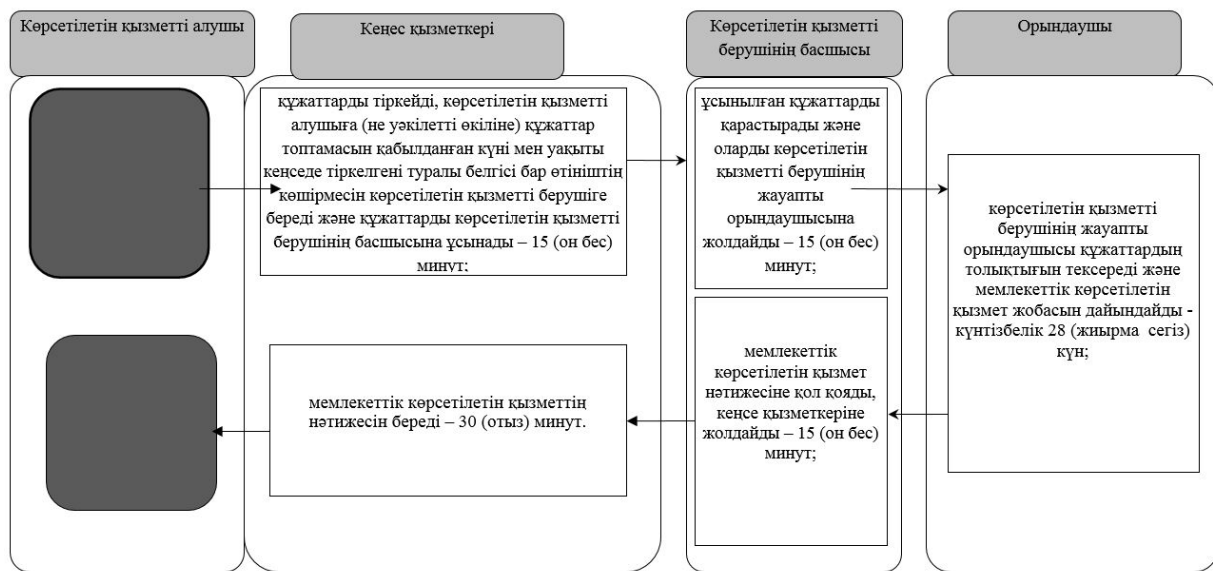 Көрсетілетін қызметті алушы
Кеңес қызметкері
Көрсетілетін қызметті
берушінің басшысы
Орындаушы
құжаттарды тіркейді, көрсетілетін қызметті
алушыға (не уәкілетті өкіліне) құжаттар
топтамасын қабылданған күні мен уақыты
кеңседе тіркелгені туралы белгісі бар өтініштің
көшірмесін көрсетілетін қызметті берушіге
береді және құжаттарды көрсетілетін қызметті
берушінің басшысына ұсынады – 15 (он бес)
минут;
ұсынылған құжаттарды
қарастырады және
оларды көрсетілетін
қызметті берушінің
жауапты
орындаушысына
жолдайды – 15 (он бес)
минут;
көрсетілетін қызметті
берушінің жауапты
орындаушысы құжаттардың
толықтығын тексереді және
мемлекеттік көрсетілетін
қызмет жобасын дайындайды -
күнтізбелік 28 (жиырма сегіз)
күн;
мемлекеттік
көрсетілетін қызмет
нәтижесіне қол қояды,
кеңсе қызметкеріне
жолдайды – 15 (он бес)
минут;
мемлекеттік көрсетілетін қызметтің
нәтижесін береді – 30 (отыз) минут.